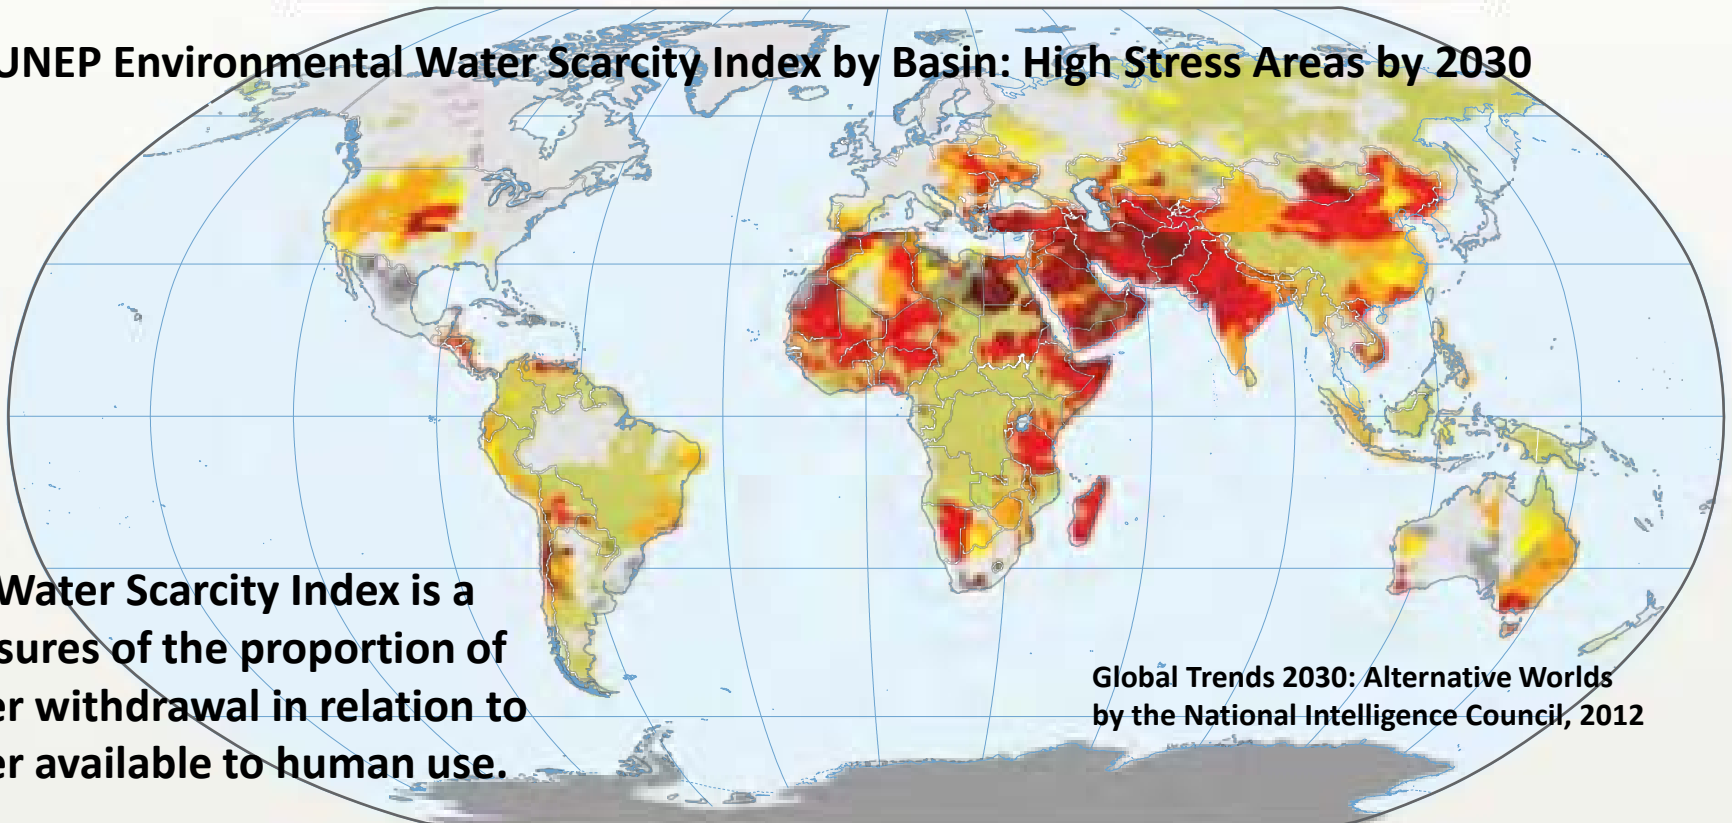 UNEP Environmental Water Scarcity Index by Basin: High Stress Areas by 2030
Water Scarcity Index is a
sures of the proportion of
er withdrawal in relation to
er available to human use.
Global Trends 2030: Alternative Worlds
by the National Intelligence Council, 2012